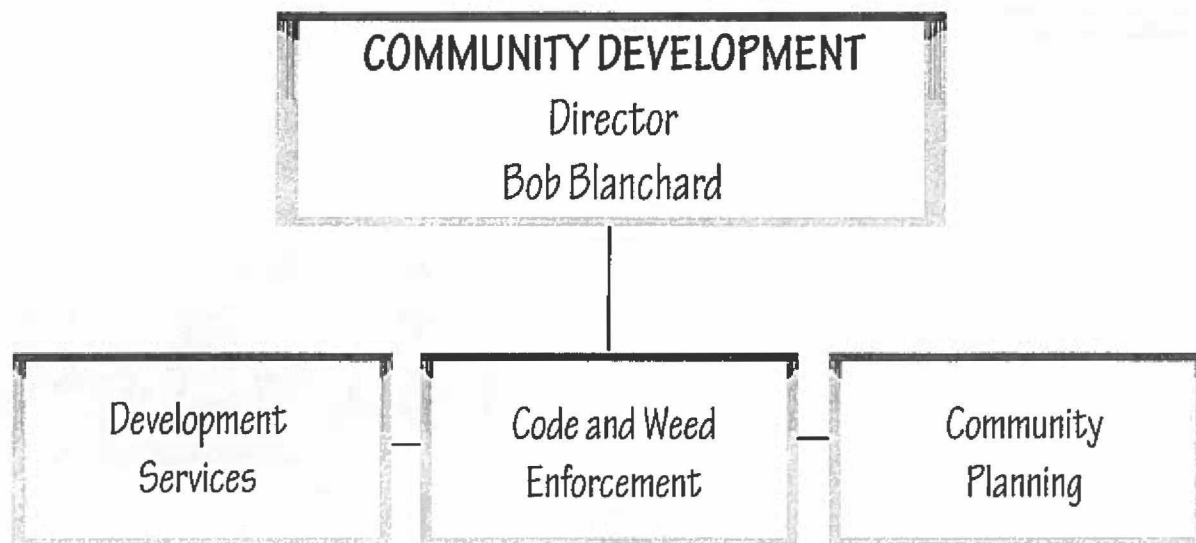 COMMUNITY DEVELOPMENT
Director
Bob Blanchard
Development
Services
Code and Weed
Enforcement
Community
Planning